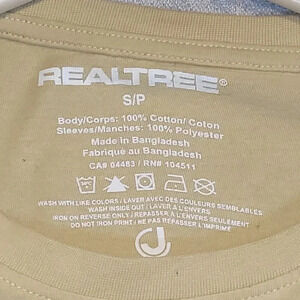 REALTREE®
S/P
Body/Corps: 100% Cotton/ Coton
Sleeves/Manches: 100% Polyester
Made in Bangladesh
Fabriqué au Bangladesh
CA# 04483 / RN# 104511
WASH WITH LIKE COLORS / LAVER AVEC DES COULEURS SEMBLABLES
WASH INSIDE OUT / LAVER À L'ENVERS
IRON ON REVERSE ONLY / REPASSER À L'ENVERS SEULEMENT
DO NOT IRON PRINT / NE PAS REPASSER L'IMPRIMÉ
J